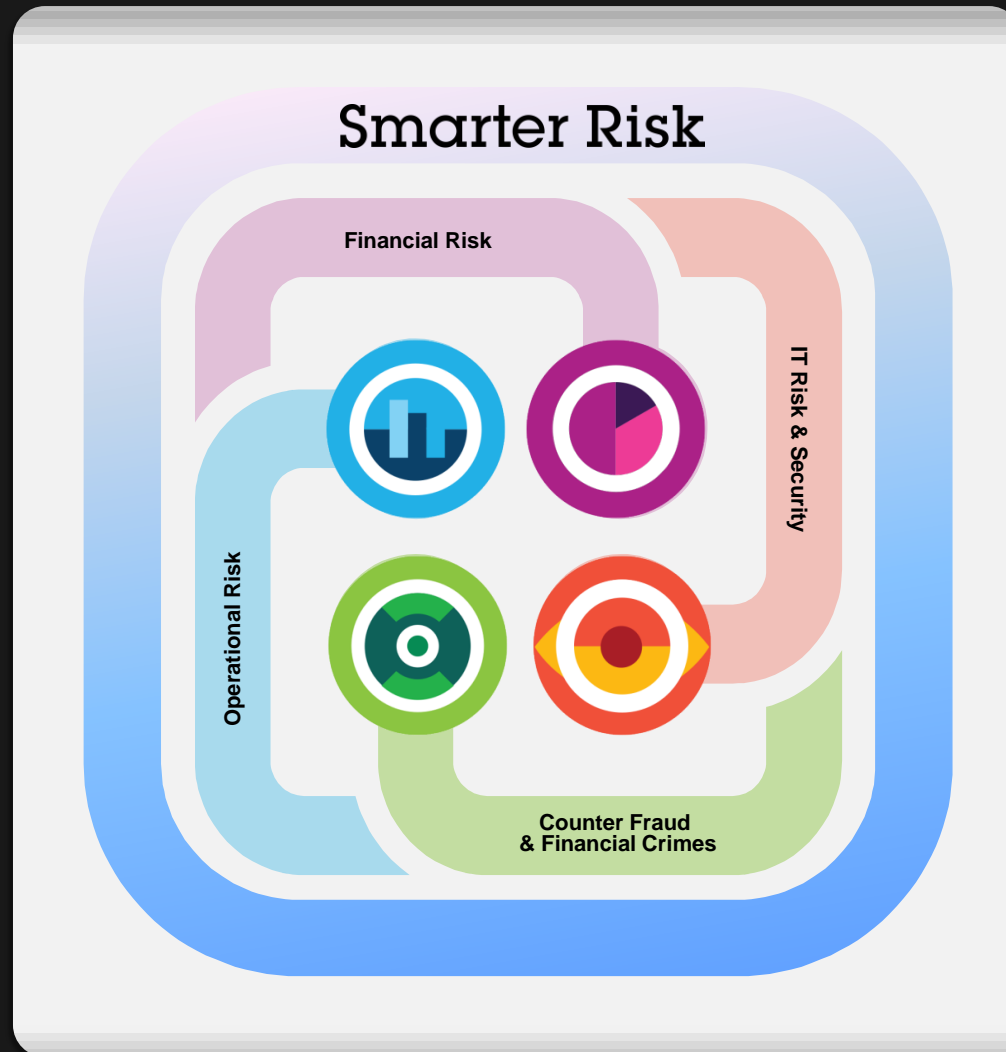 Smarter Risk
Financial Risk
IT Risk & Security
Operational Risk
Counter Fraud
& Financial Crimes